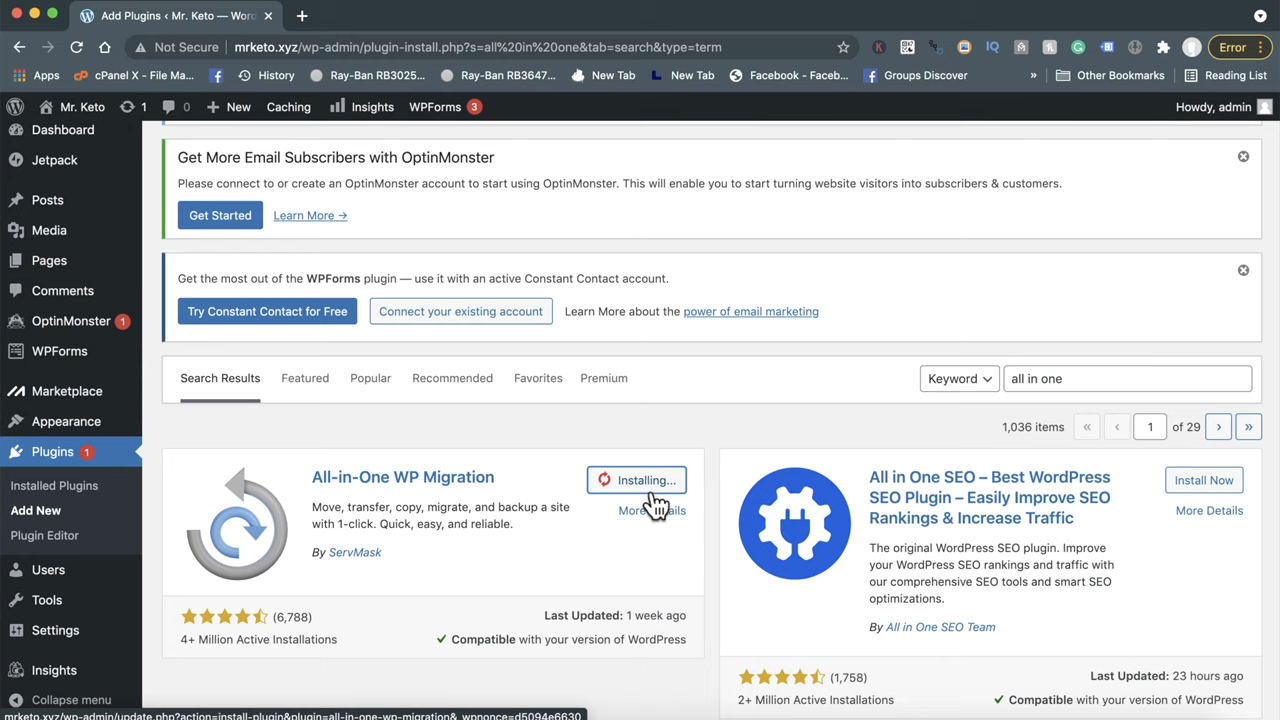 Add Plugins ‹ Mr. Keto — Wor
Not Secure mrketo.xyz/wp-admin/plugin-install.php?s=all%20in%20one&tab=search&type=term
Error
Apps
cPanel X - File Ma...
History
Ray-Ban RB3025...
Ray-Ban RB3647...
New Tab
New Tab
Facebook - Faceb...
Groups Discover
»
Other Bookmarks
Reading List
Mr. Keto
1
0
New
Caching
Insights
WPForms 3
Howdy, admin
Dashboard
Jetpack
Posts
Media
Pages
Comments
OptinMonster 1
WPForms
Marketplace
Appearance
Plugins 1
Installed Plugins
Add New
Plugin Editor
Users
Tools
Settings
Insights
Collapse menu
Get More Email Subscribers with OptinMonster
Please connect to or create an OptinMonster account to start using OptinMonster. This will enable you to start turning website visitors into subscribers & customers.
Get Started
Learn More →
Get the most out of the WPForms plugin — use it with an active Constant Contact account.
Try Constant Contact for Free
Connect your existing account
Learn More about the power of email marketing
Search Results
Featured
Popular
Recommended
Favorites
Premium
Keyword
all in one
1,036 items
«
‹
1
of 29
›
»
All-in-One WP Migration
Installing...
Move, transfer, copy, migrate, and backup a site
with 1-click. Quick, easy, and reliable.
By ServMask
(6,788)
Last Updated: 1 week ago
4+ Million Active Installations
Compatible with your version of WordPress
All in One SEO – Best WordPress
SEO Plugin – Easily Improve SEO
Rankings & Increase Traffic
Install Now
More Details
The original WordPress SEO plugin. Improve
your WordPress SEO rankings and traffic with
our comprehensive SEO tools and smart SEO
optimizations.
By All in One SEO Team
(1,758)
Last Updated: 23 hours ago
2+ Million Active Installations
Compatible with your version of WordPress
mrketo.xyz/wp-admin/update.php?action=install-plugin&plugin=all-in-one-wp-migration&_wpnonce=d5094e6630